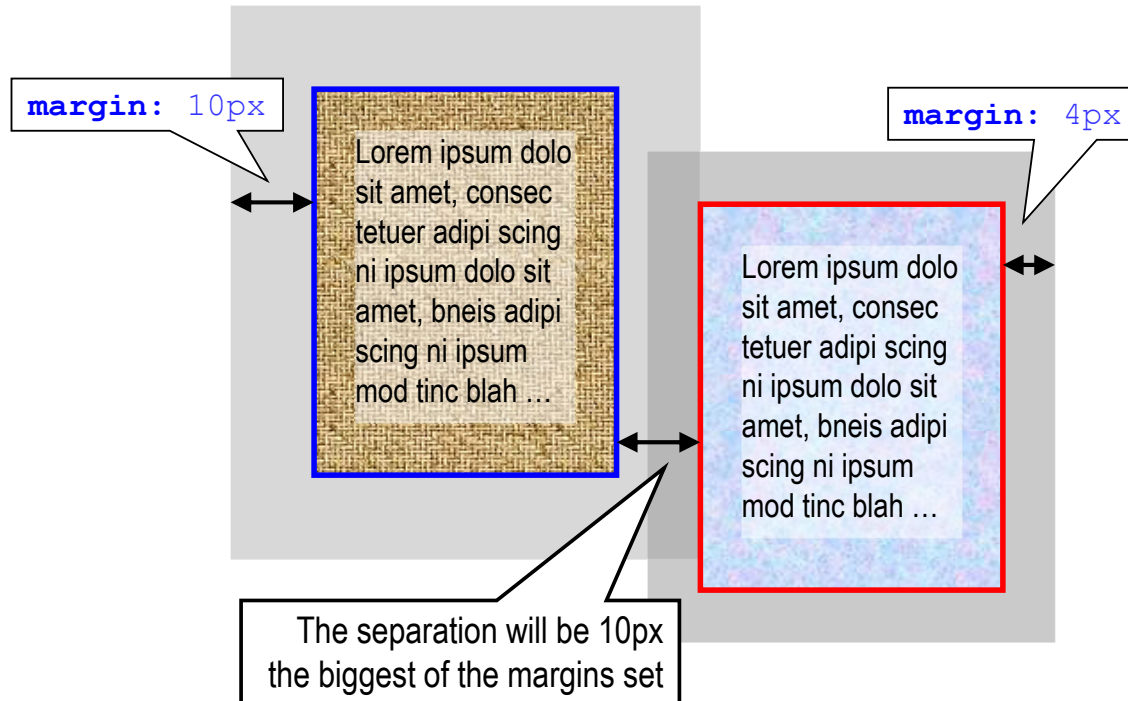 margin: 10px
margin: 4px
Lorem ipsum dolo
sit amet, consec
tetuer adipi scing
ni ipsum dolo sit
amet, bneis adipi
scing ni ipsum
mod tinc blah …
Lorem ipsum dolo
sit amet, consec
tetuer adipi scing
ni ipsum dolo sit
amet, bneis adipi
scing ni ipsum
mod tinc blah …
The separation will be 10px
the biggest of the margins set